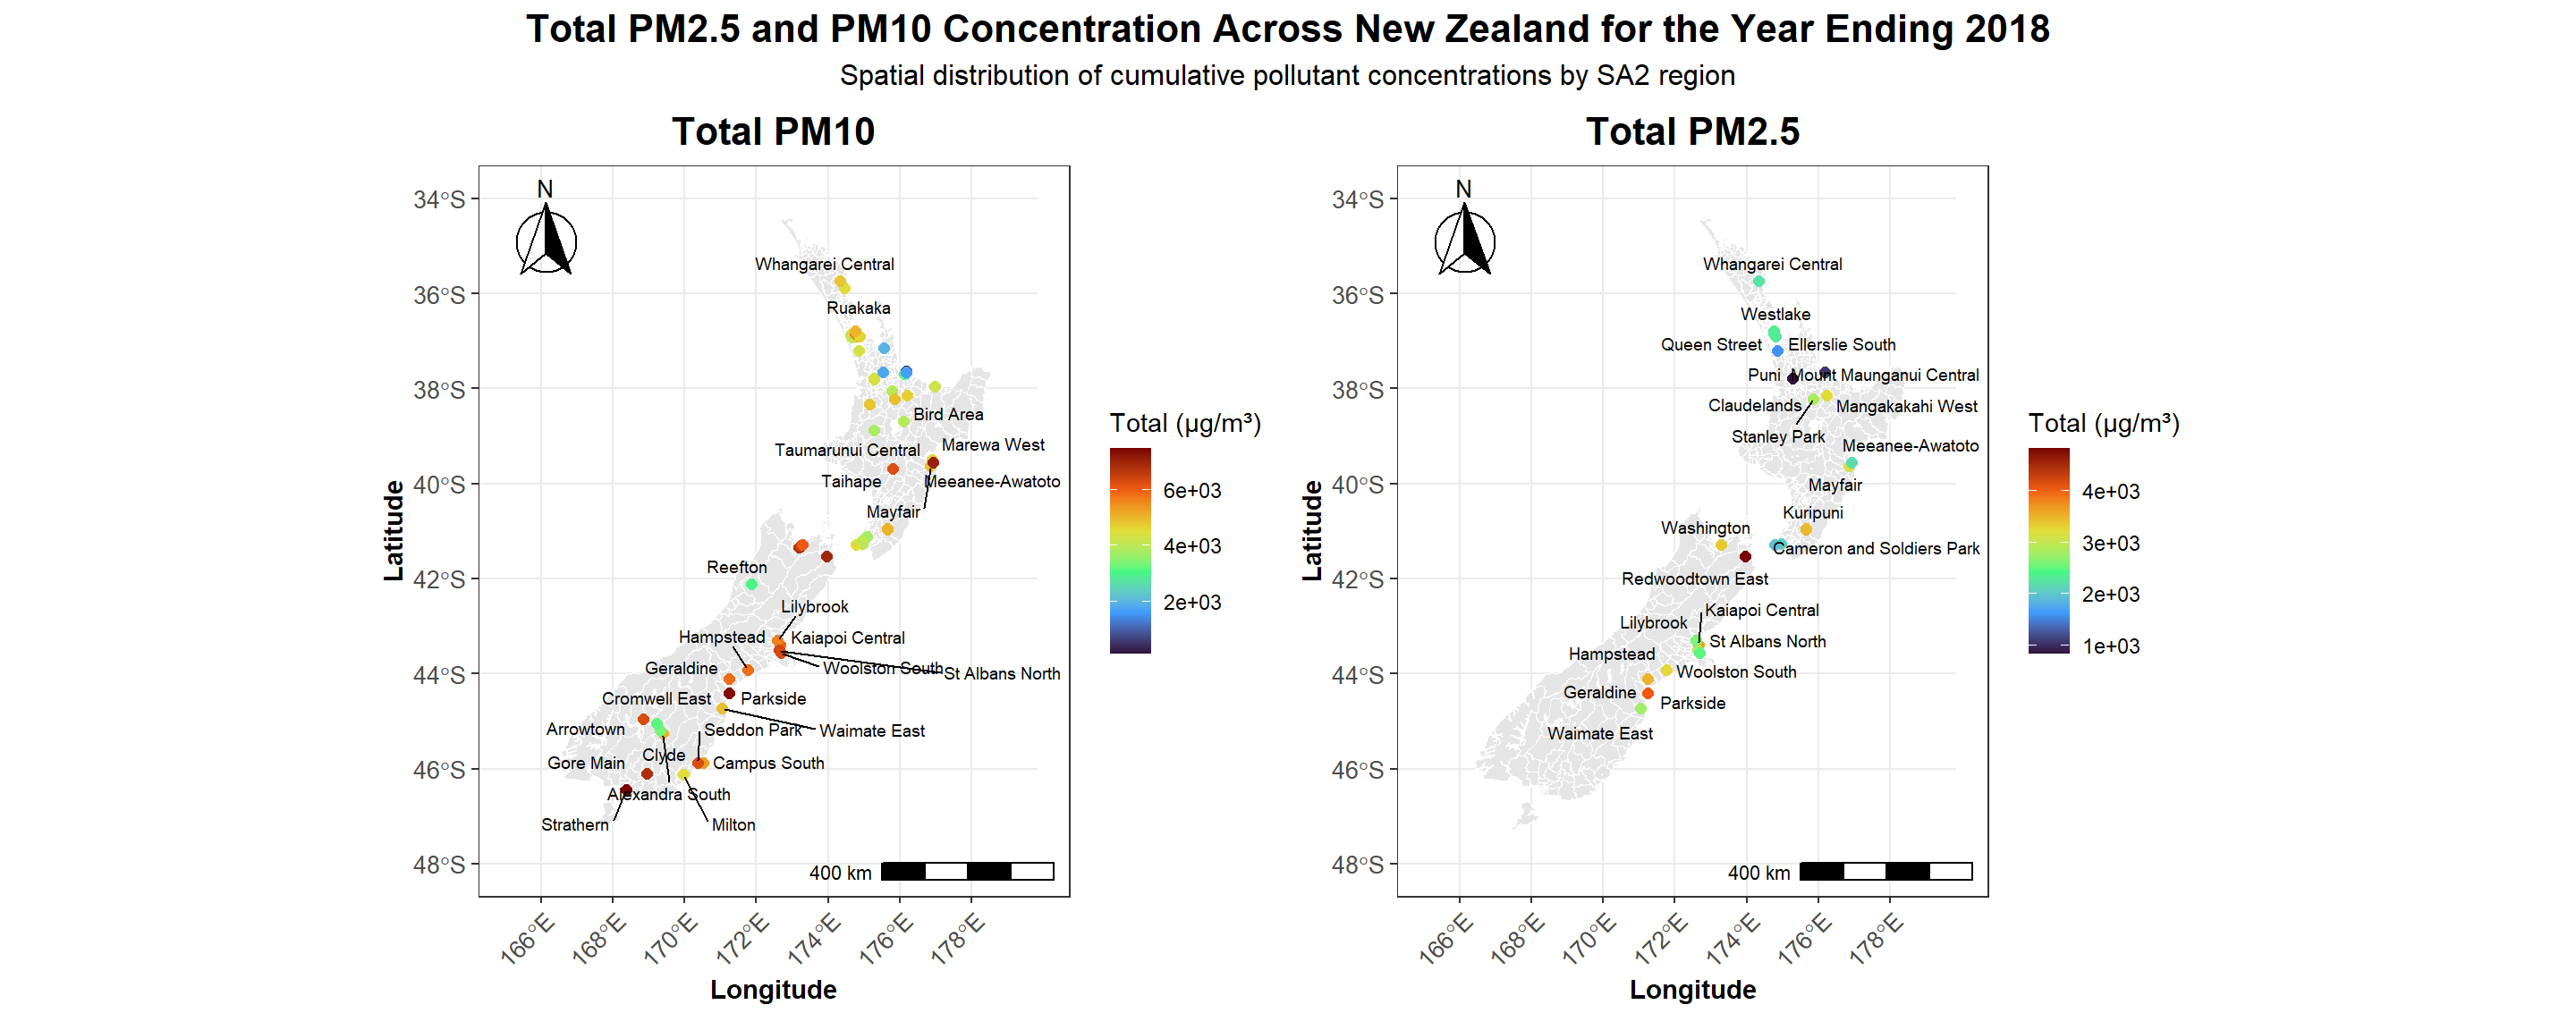 Total PM2.5 and PM10 Concentration Across New Zealand for the Year Ending 2018
Spatial distribution of cumulative pollutant concentrations by SA2 region
Total PM10
N
34°S
36°S
38°S
40°S
42°S
44°S
46°S
48°S
Latitude
Whangarei Central
Ruakaka
Bird Area
Marewa West
Taumarunui Central
Taihape
Meeanee-Awatoto
Mayfair
Reefton
Lilybrook
Hampstead
Kaiapoi Central
Geraldine
Woolston South
St Albans North
Cromwell East
Parkside
Arrowtown
Seddon Park
Waimate East
Clyde
Gore Main
Campus South
Alexandra South
Strathern
Milton
400 km
166°E
168°E
170°E
172°E
174°E
176°E
178°E
Longitude
Total (µg/m³)
6e+03
4e+03
2e+03
Total PM2.5
N
34°S
36°S
38°S
40°S
42°S
44°S
46°S
48°S
Latitude
Whangarei Central
Westlake
Queen Street
Ellerslie South
Puni
Mount Maunganui Central
Claudelands
Mangakakahi West
Stanley Park
Meeanee-Awatoto
Mayfair
Kuripuni
Washington
Cameron and Soldiers Park
Redwoodtown East
Kaiapoi Central
Lilybrook
St Albans North
Hampstead
Woolston South
Geraldine
Parkside
Waimate East
400 km
166°E
168°E
170°E
172°E
174°E
176°E
178°E
Longitude
Total (µg/m³)
4e+03
3e+03
2e+03
1e+03